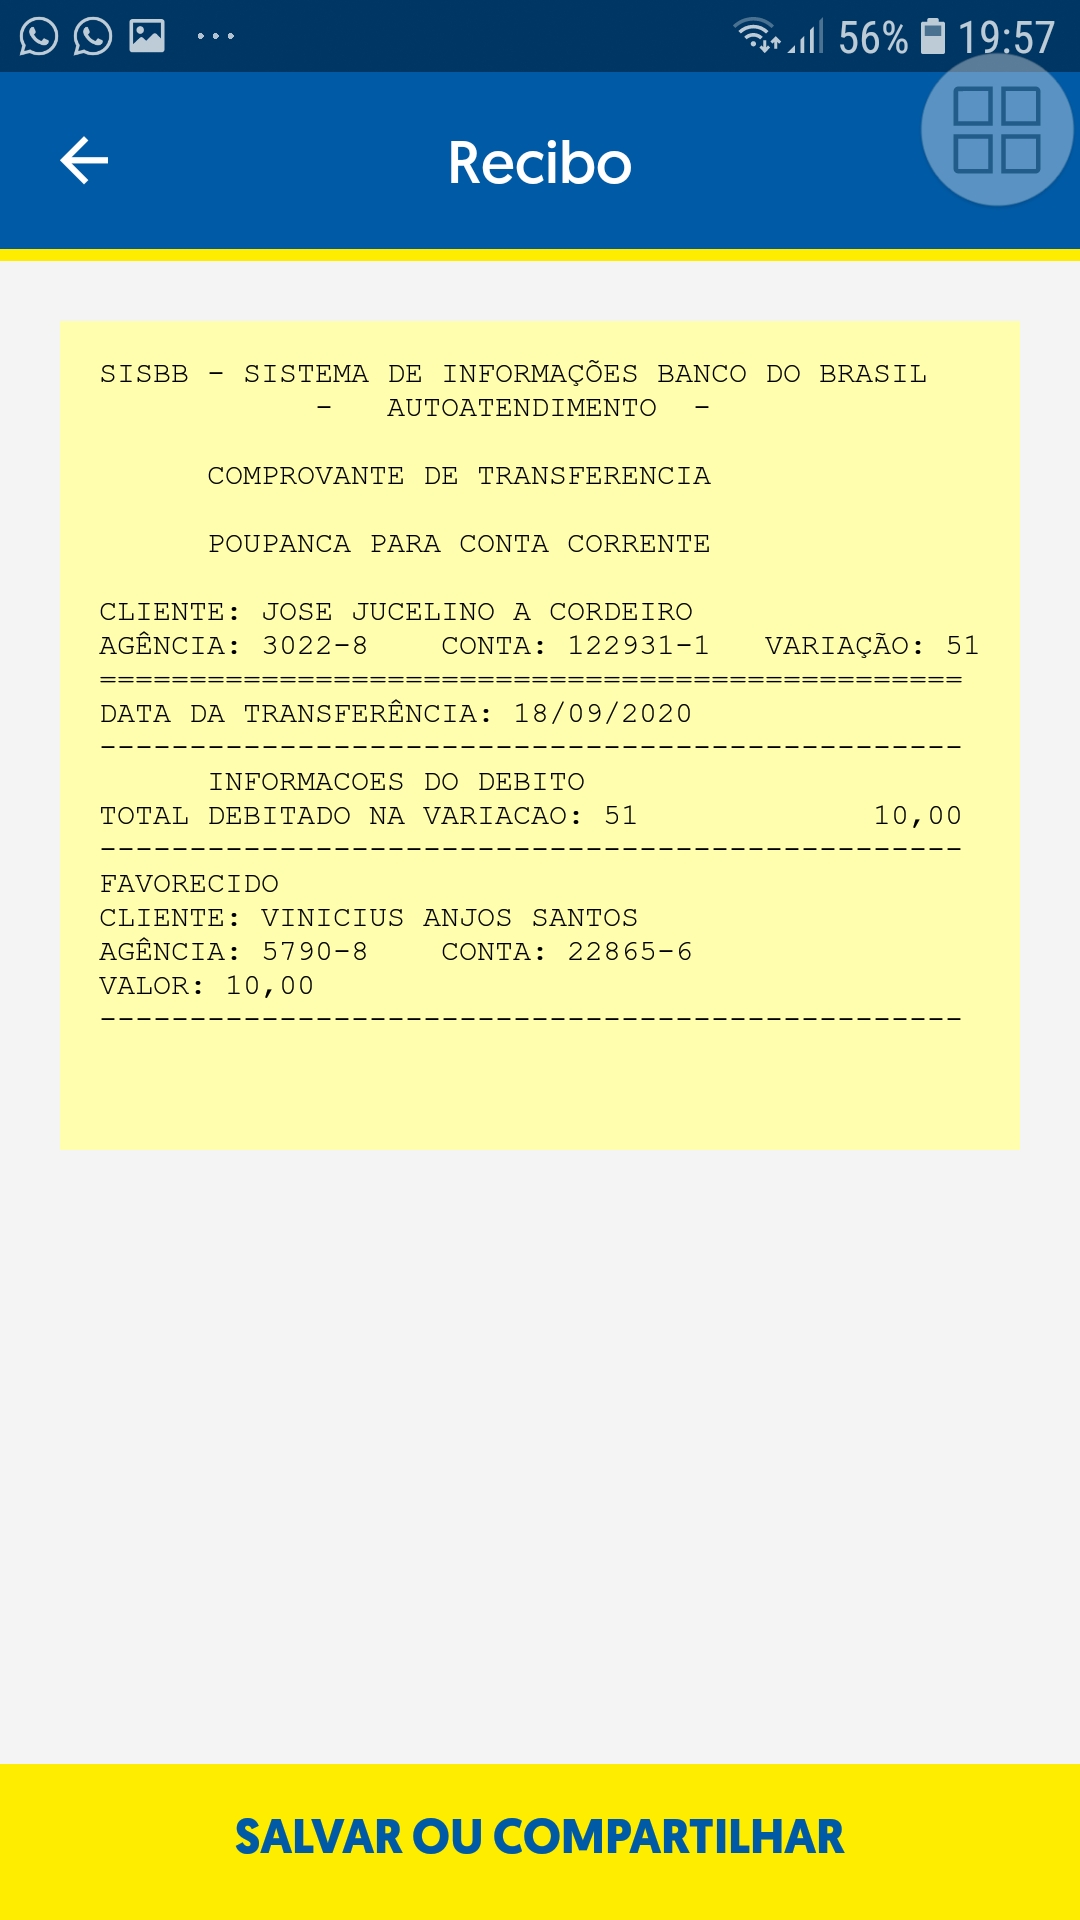 56% 19:57
Recibo
SISBB - SISTEMA DE INFORMAÇÕES BANCO DO BRASIL
- AUTOATENDIMENTO -
COMPROVANTE DE TRANSFERENCIA
POUPANCA PARA CONTA CORRENTE
CLIENTE: JOSE JUCELINO A CORDEIRO
AGÊNCIA: 3022-8 CONTA: 122931-1 VARIAÇÃO: 51
================================================
DATA DA TRANSFERÊNCIA: 18/09/2020
------------------------------------------------
INFORMACOES DO DEBITO
TOTAL DEBITADO NA VARIACAO: 51 10,00
------------------------------------------------
FAVORECIDO
CLIENTE: VINICIUS ANJOS SANTOS
AGÊNCIA: 5790-8 CONTA: 22865-6
VALOR: 10,00
------------------------------------------------
SALVAR OU COMPARTILHAR